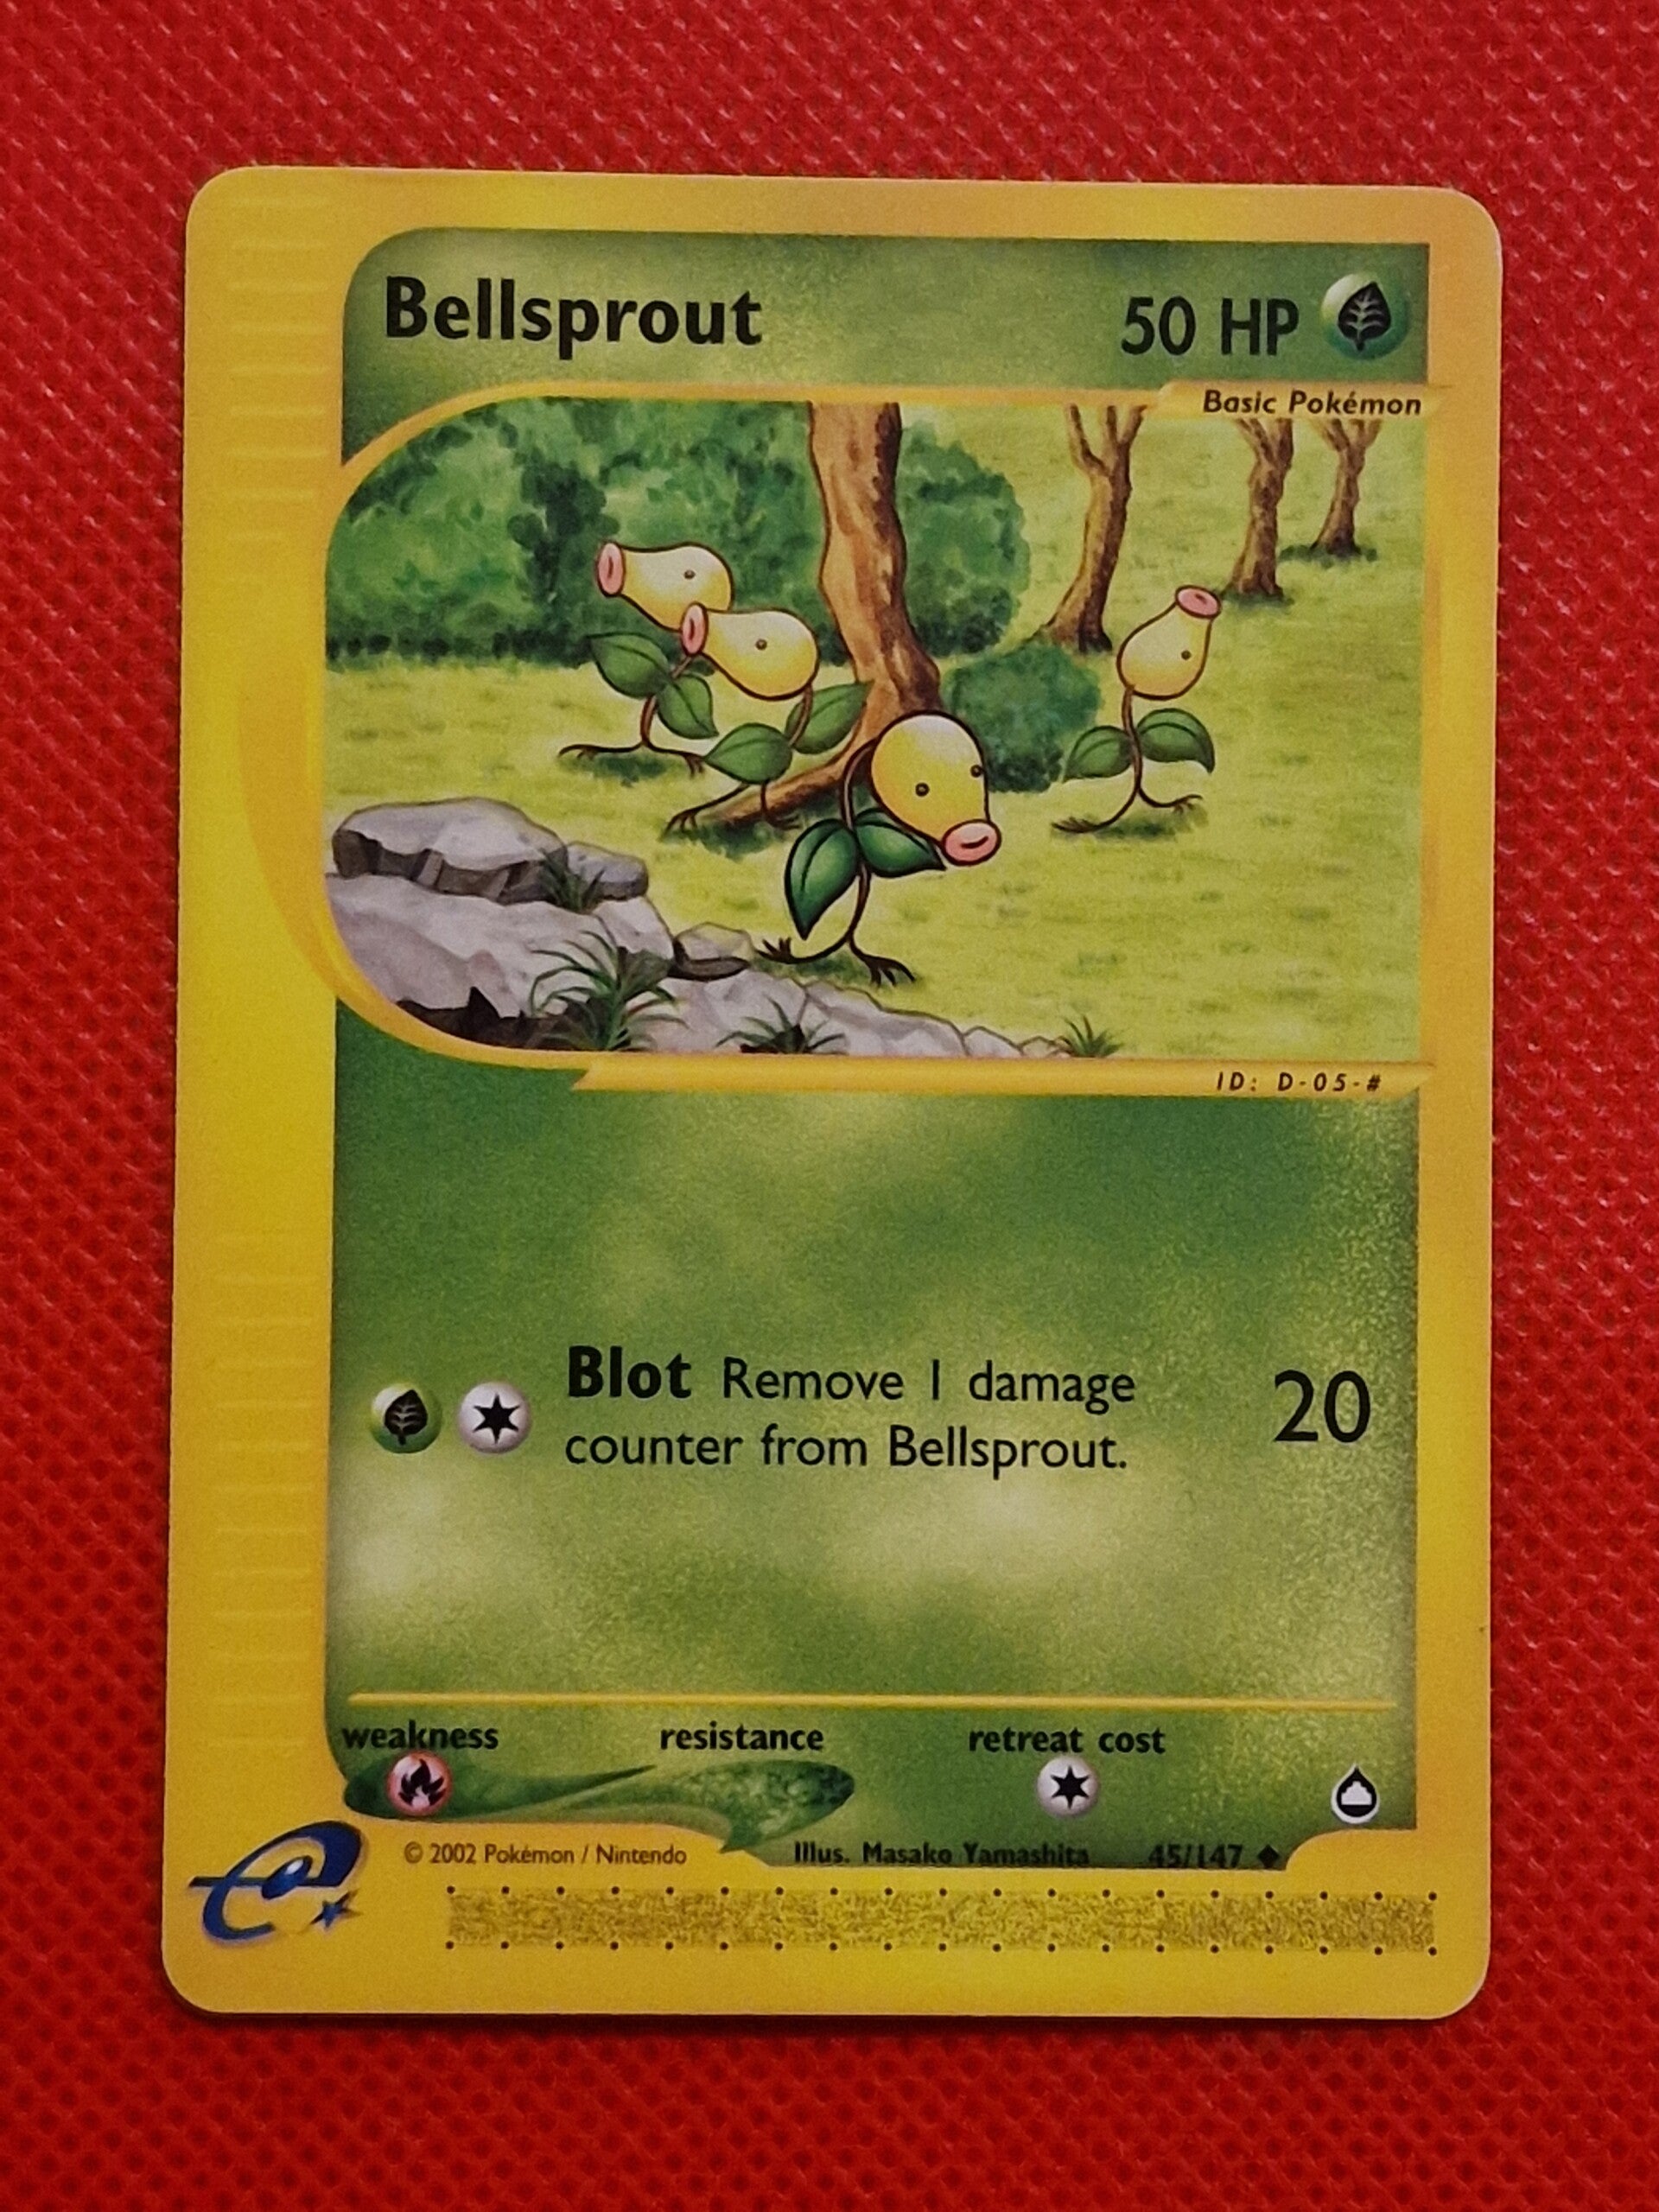 Bellsprout
50 HP
Basic Pokémon
ID: D-05-#
Blot Remove 1 damage
counter from Bellsprout.
20
weakness
resistance
retreat cost
© 2002 Pokémon / Nintendo
Illus. Masako Yamashita
45/147
e